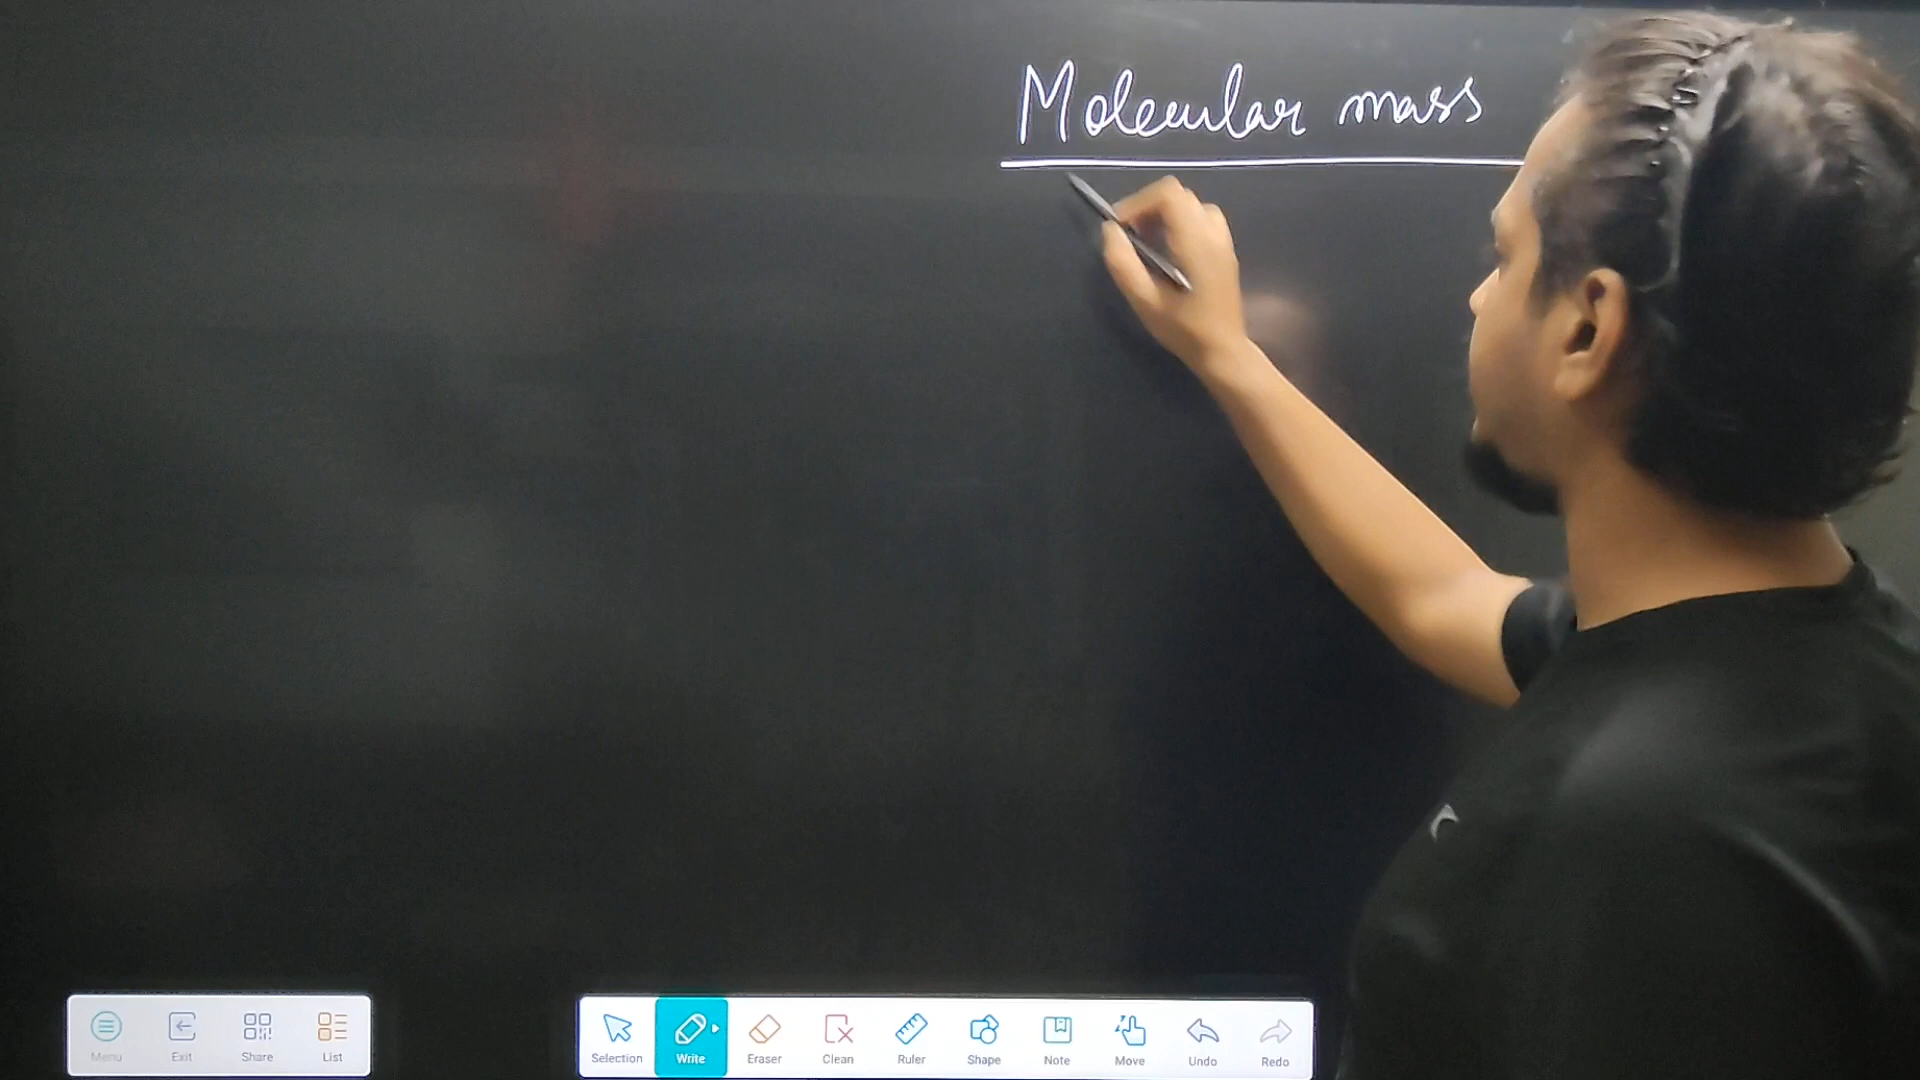 Molecular mass
Menu Exit Share List
Selection Write Eraser Clean Ruler Shape Note Move Undo Redo